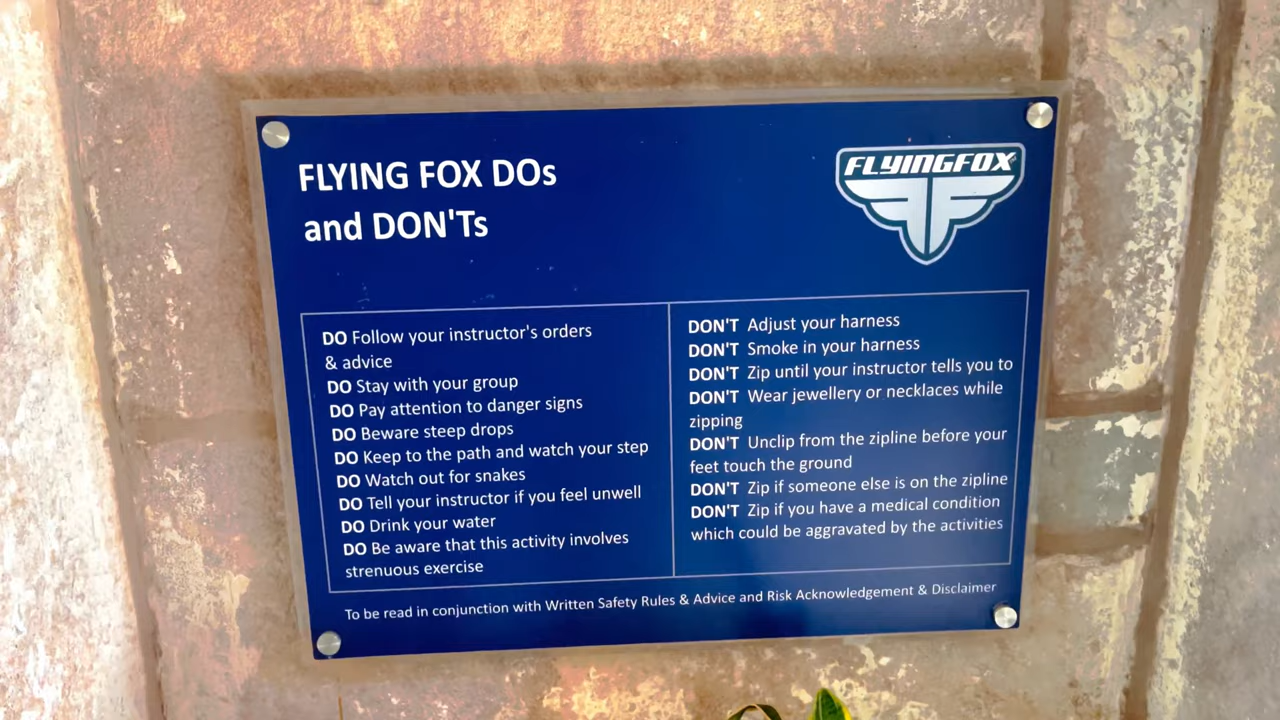 FLYING FOX DOs
and DON'Ts
FLYINGFOX
DO Follow your instructor's orders
& advice
DO Stay with your group
DO Pay attention to danger signs
DO Beware steep drops
DO Keep to the path and watch your step
DO Watch out for snakes
DO Tell your instructor if you feel unwell
DO Drink your water
DO Be aware that this activity involves
strenuous exercise
DON'T Adjust your harness
DON'T Smoke in your harness
DON'T Zip until your instructor tells you to
DON'T Wear jewellery or necklaces while
zipping
DON'T Unclip from the zipline before your
feet touch the ground
DON'T Zip if someone else is on the zipline
DON'T Zip if you have a medical condition
which could be aggravated by the activities
To be read in conjunction with Written Safety Rules & Advice and Risk Acknowledgement & Disclaimer